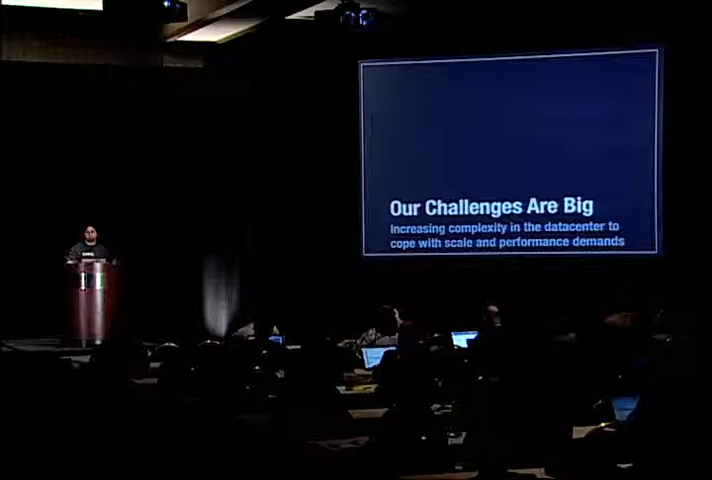 Our Challenges Are Big
Increasing complexity in the datacenter to
cope with scale and performance demands